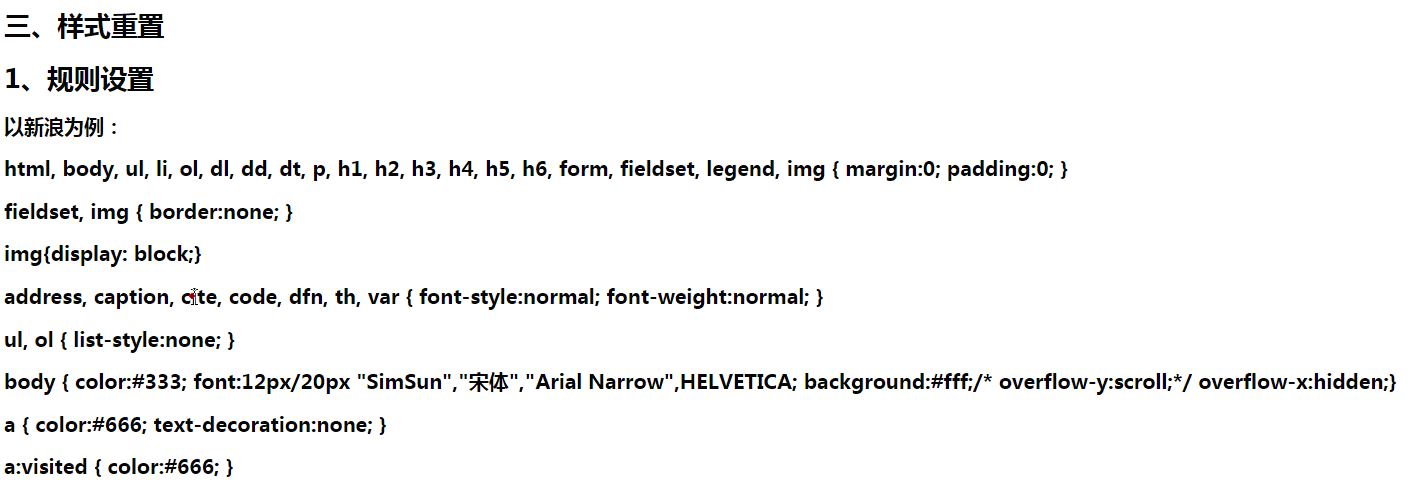 三、样式重置
1、规则设置
以新浪为例：
html, body, ul, li, ol, dl, dd, dt, p, h1, h2, h3, h4, h5, h6, form, fieldset, legend, img { margin:0; padding:0; }
fieldset, img { border:none; }
img{display: block;}
address, caption, cite, code, dfn, th, var { font-style:normal; font-weight:normal; }
ul, ol { list-style:none; }
body { color:#333; font:12px/20px "SimSun","宋体","Arial Narrow",HELVETICA; background:#fff;/* overflow-y:scroll;*/ overflow-x:hidden;}
a { color:#666; text-decoration:none; }
a:visited { color:#666; }